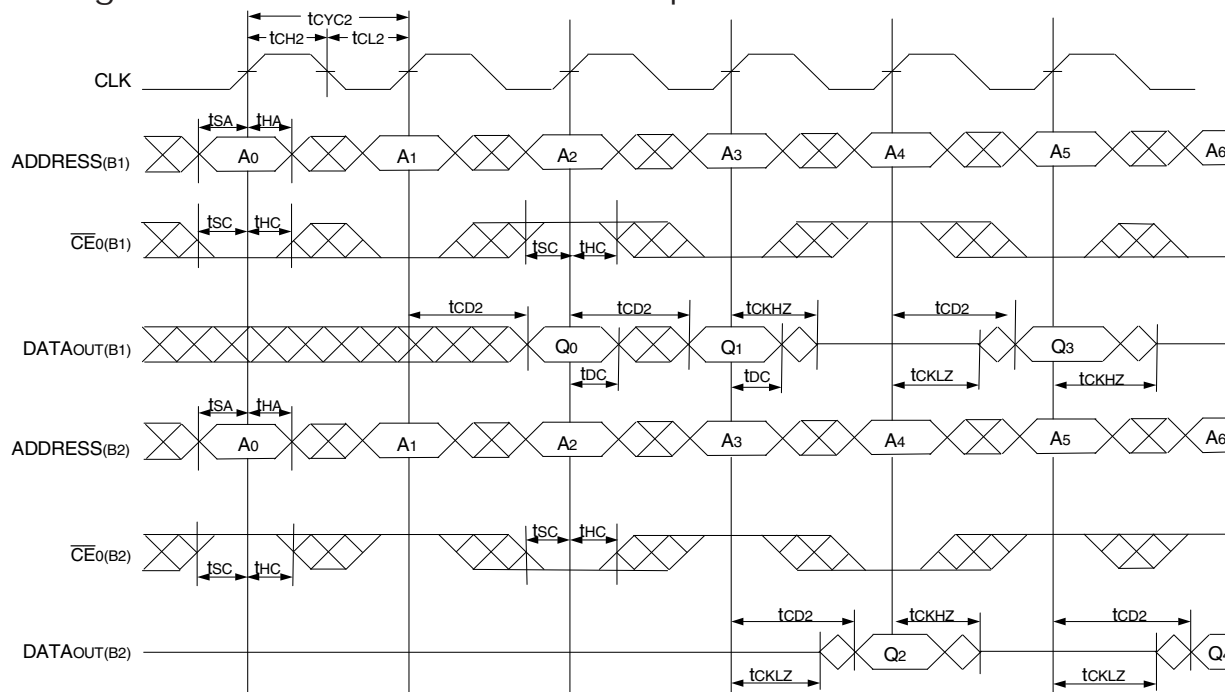 tCYC2
tCH2 tCL2
CLK
tSA tHA
ADDRESS(B1) A0 A1 A2 A3 A4 A5 A6
tSC tHC
CE0(B1)
tSC tHC
tCD2 tCD2 tCKHZ tCD2
DATAOUT(B1) Q0 Q1 Q3
tDC tDC tCKLZ tCKHZ
tSA tHA
ADDRESS(B2) A0 A1 A2 A3 A4 A5 A6
tSC tHC
CE0(B2)
tSC tHC
tCD2 tCKHZ tCD2
DATAOUT(B2) Q2 Q4
tCKLZ tCKLZ